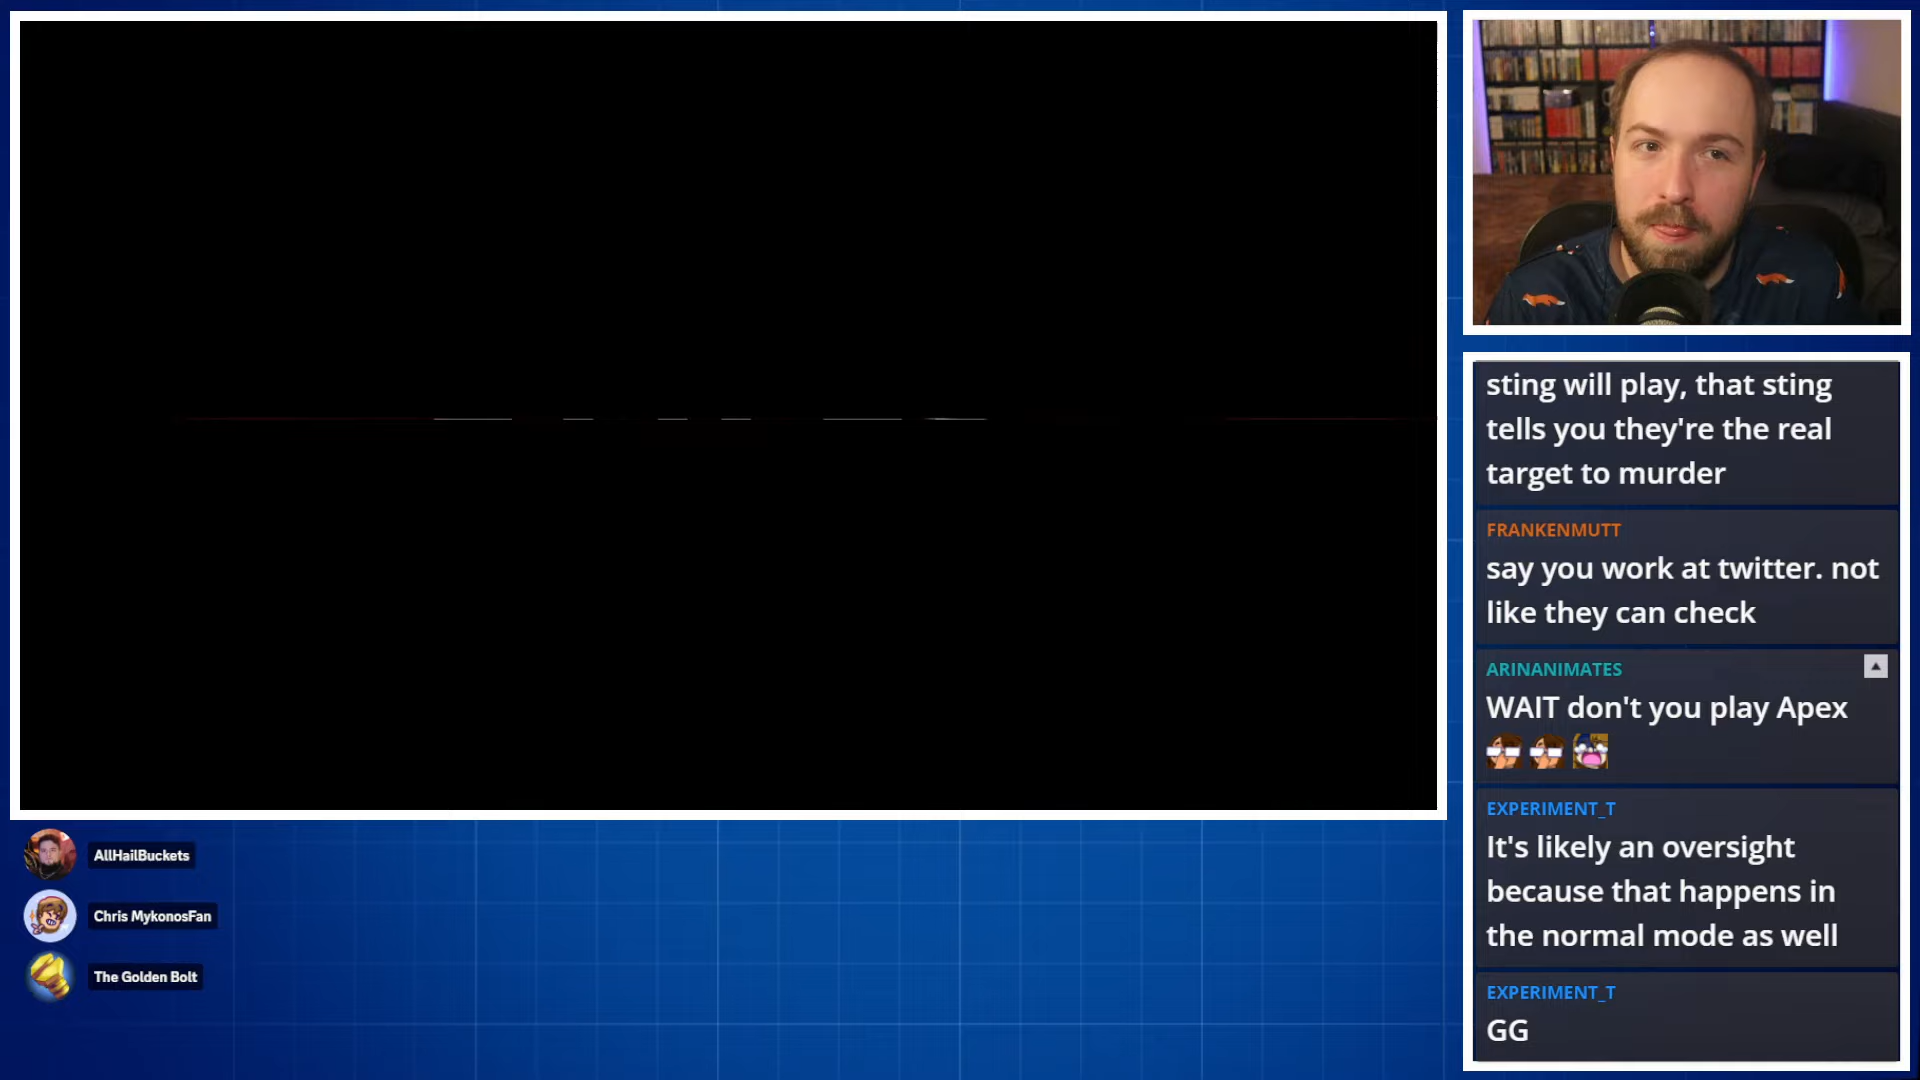 AllHailBuckets
Chris MykonosFan
The Golden Bolt
sting will play, that sting
tells you they're the real
target to murder
FRANKENMUTT
say you work at twitter. not
like they can check
ARINANIMATES
WAIT don't you play Apex
EXPERIMENT_T
It's likely an oversight
because that happens in
the normal mode as well
EXPERIMENT_T
GG